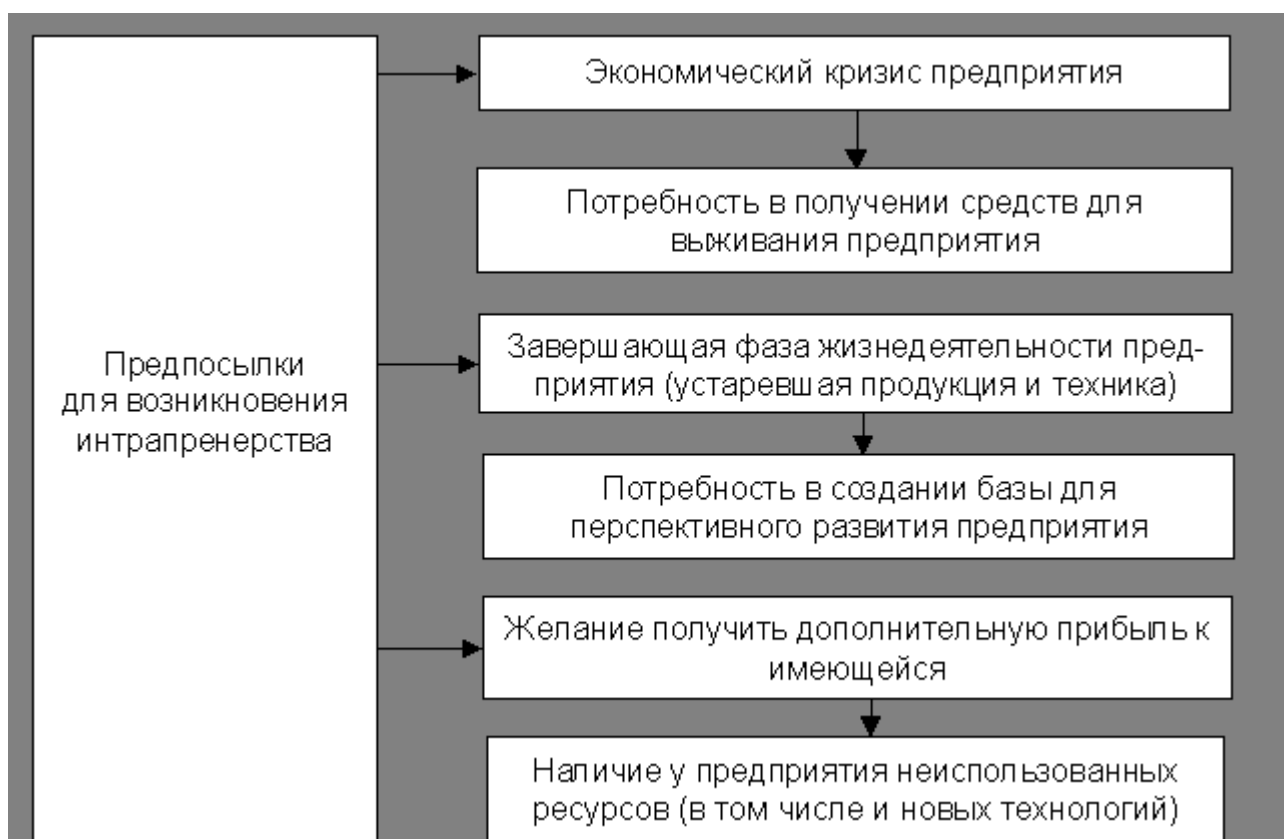 Предпосылки
для возникновения
интрапренерства
Экономический кризис предприятия
Потребность в получении средств для
выживания предприятия
Завершающая фаза жизнедеятельности пред-
приятия (устаревшая продукция и техника)
Потребность в создании базы для
перспективного развития предприятия
Желание получить дополнительную прибыль к
имеющейся
Наличие у предприятия неиспользованных
ресурсов (в том числе и новых технологий)